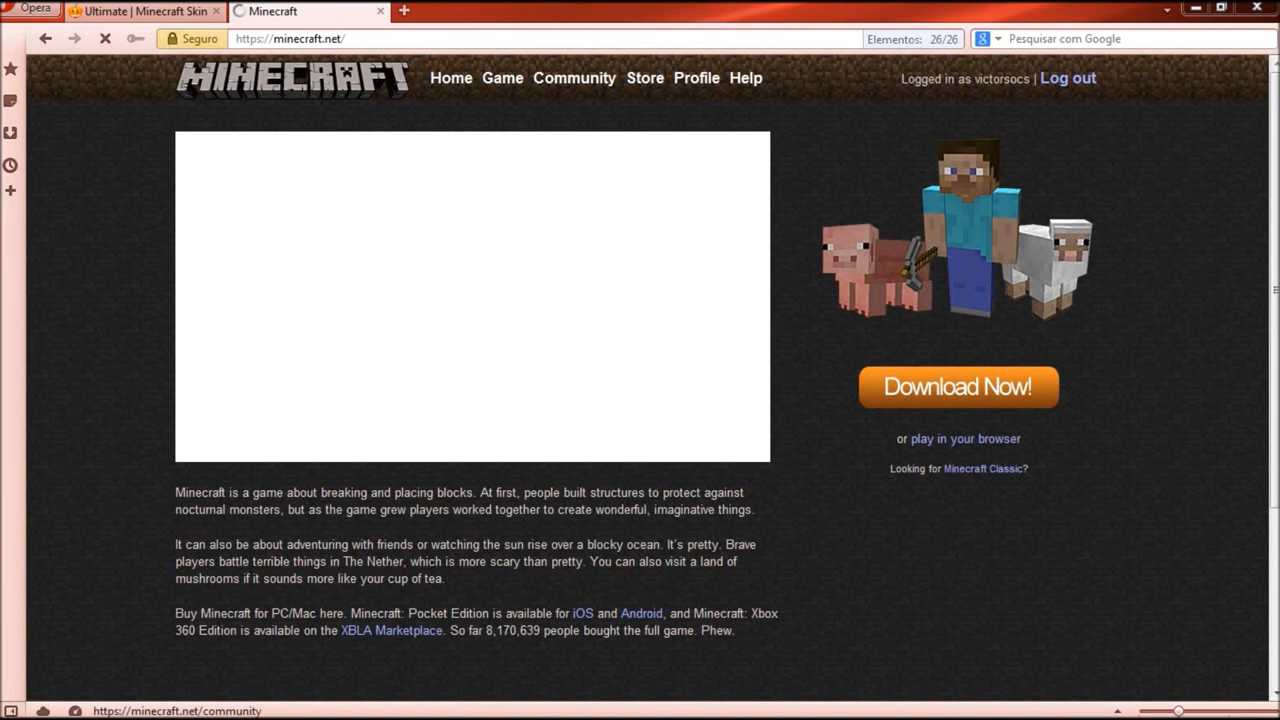 Opera
Ultimate | Minecraft Skin
Minecraft
Seguro
https://minecraft.net/
Elementos: 26/26
Pesquisar com Google
MINECRAFT
Home Game Community Store Profile Help
Logged in as victorsocs | Log out
Download Now!
or play in your browser
Looking for Minecraft Classic?
Minecraft is a game about breaking and placing blocks. At first, people built structures to protect against
nocturnal monsters, but as the game grew players worked together to create wonderful, imaginative things.
It can also be about adventuring with friends or watching the sun rise over a blocky ocean. It's pretty. Brave
players battle terrible things in The Nether, which is more scary than pretty. You can also visit a land of
mushrooms if it sounds more like your cup of tea.
Buy Minecraft for PC/Mac here. Minecraft: Pocket Edition is available for iOS and Android, and Minecraft: Xbox
360 Edition is available on the XBLA Marketplace. So far 8,170,639 people bought the full game. Phew.
https://minecraft.net/community